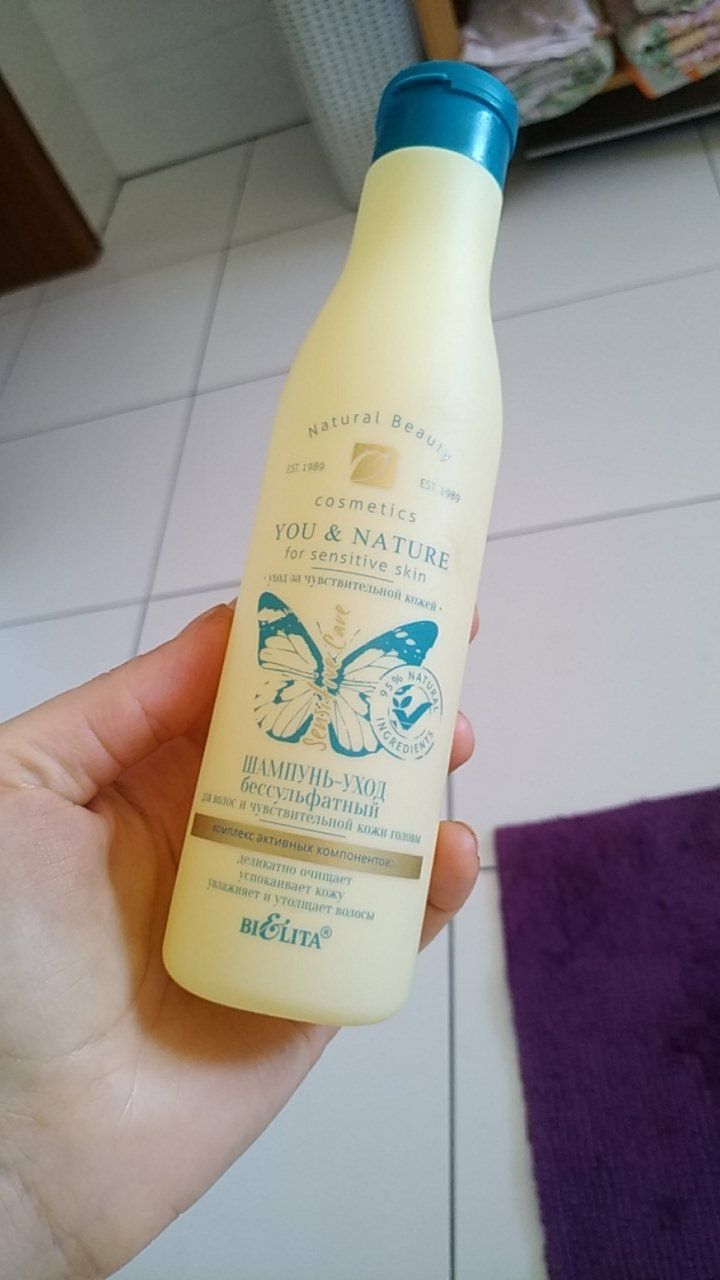 Natural Beauty
EST. 1989
EST. 1989
cosmetics
YOU & NATURE
for sensitive skin
· уход за чувствительной кожей ·
Sensitive Care
95% NATURAL
INGREDIENTS
ШАМПУНЬ-УХОД
бессульфатный
для волос и чувствительной кожи головы
комплекс активных компонентов:
деликатно очищает
успокаивает кожу
увлажняет и утолщает волосы
BIELITA®